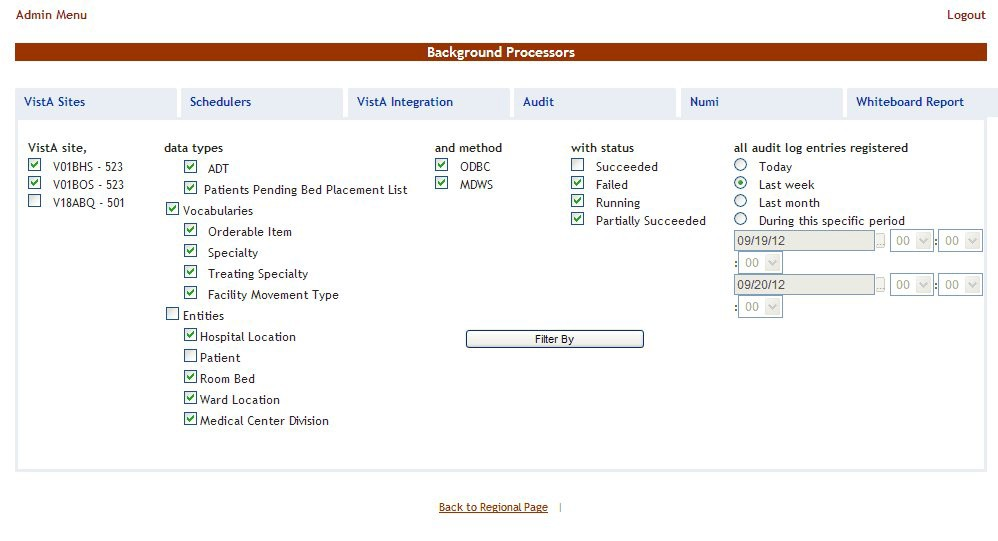 Admin Menu
Logout
Background Processors
VistA Sites
Schedulers
VistA Integration
Audit
Numi
Whiteboard Report
VistA site,
V01BHS - 523
V01BOS - 523
V18ABQ - 501
data types
ADT
Patients Pending Bed Placement List
Vocabularies
Orderable Item
Specialty
Treating Specialty
Facility Movement Type
Entities
Hospital Location
Patient
Room Bed
Ward Location
Medical Center Division
and method
ODBC
MDWS
with status
Succeeded
Failed
Running
Partially Succeeded
all audit log entries registered
Today
Last week
Last month
During this specific period
09/19/12 ... 00 : 00
: 00
09/20/12 ... 00 : 00
: 00
Filter By
Back to Regional Page |